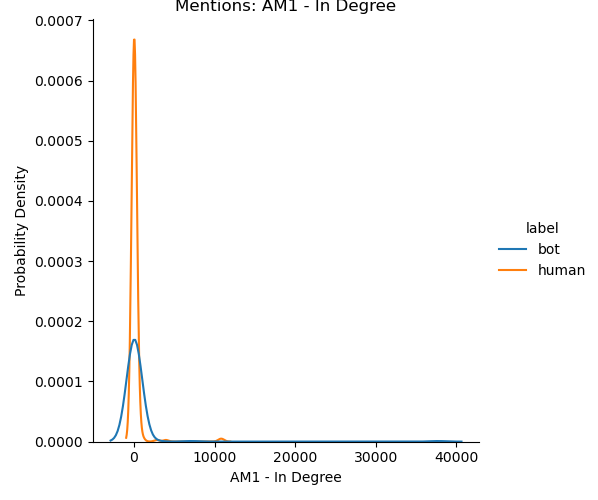 Mentions: AM1 - In Degree
0.0007
0.0006
0.0005
0.0004
0.0003
0.0002
0.0001
0.0000
Probability Density
0
10000
20000
30000
40000
AM1 - In Degree
label
bot
human